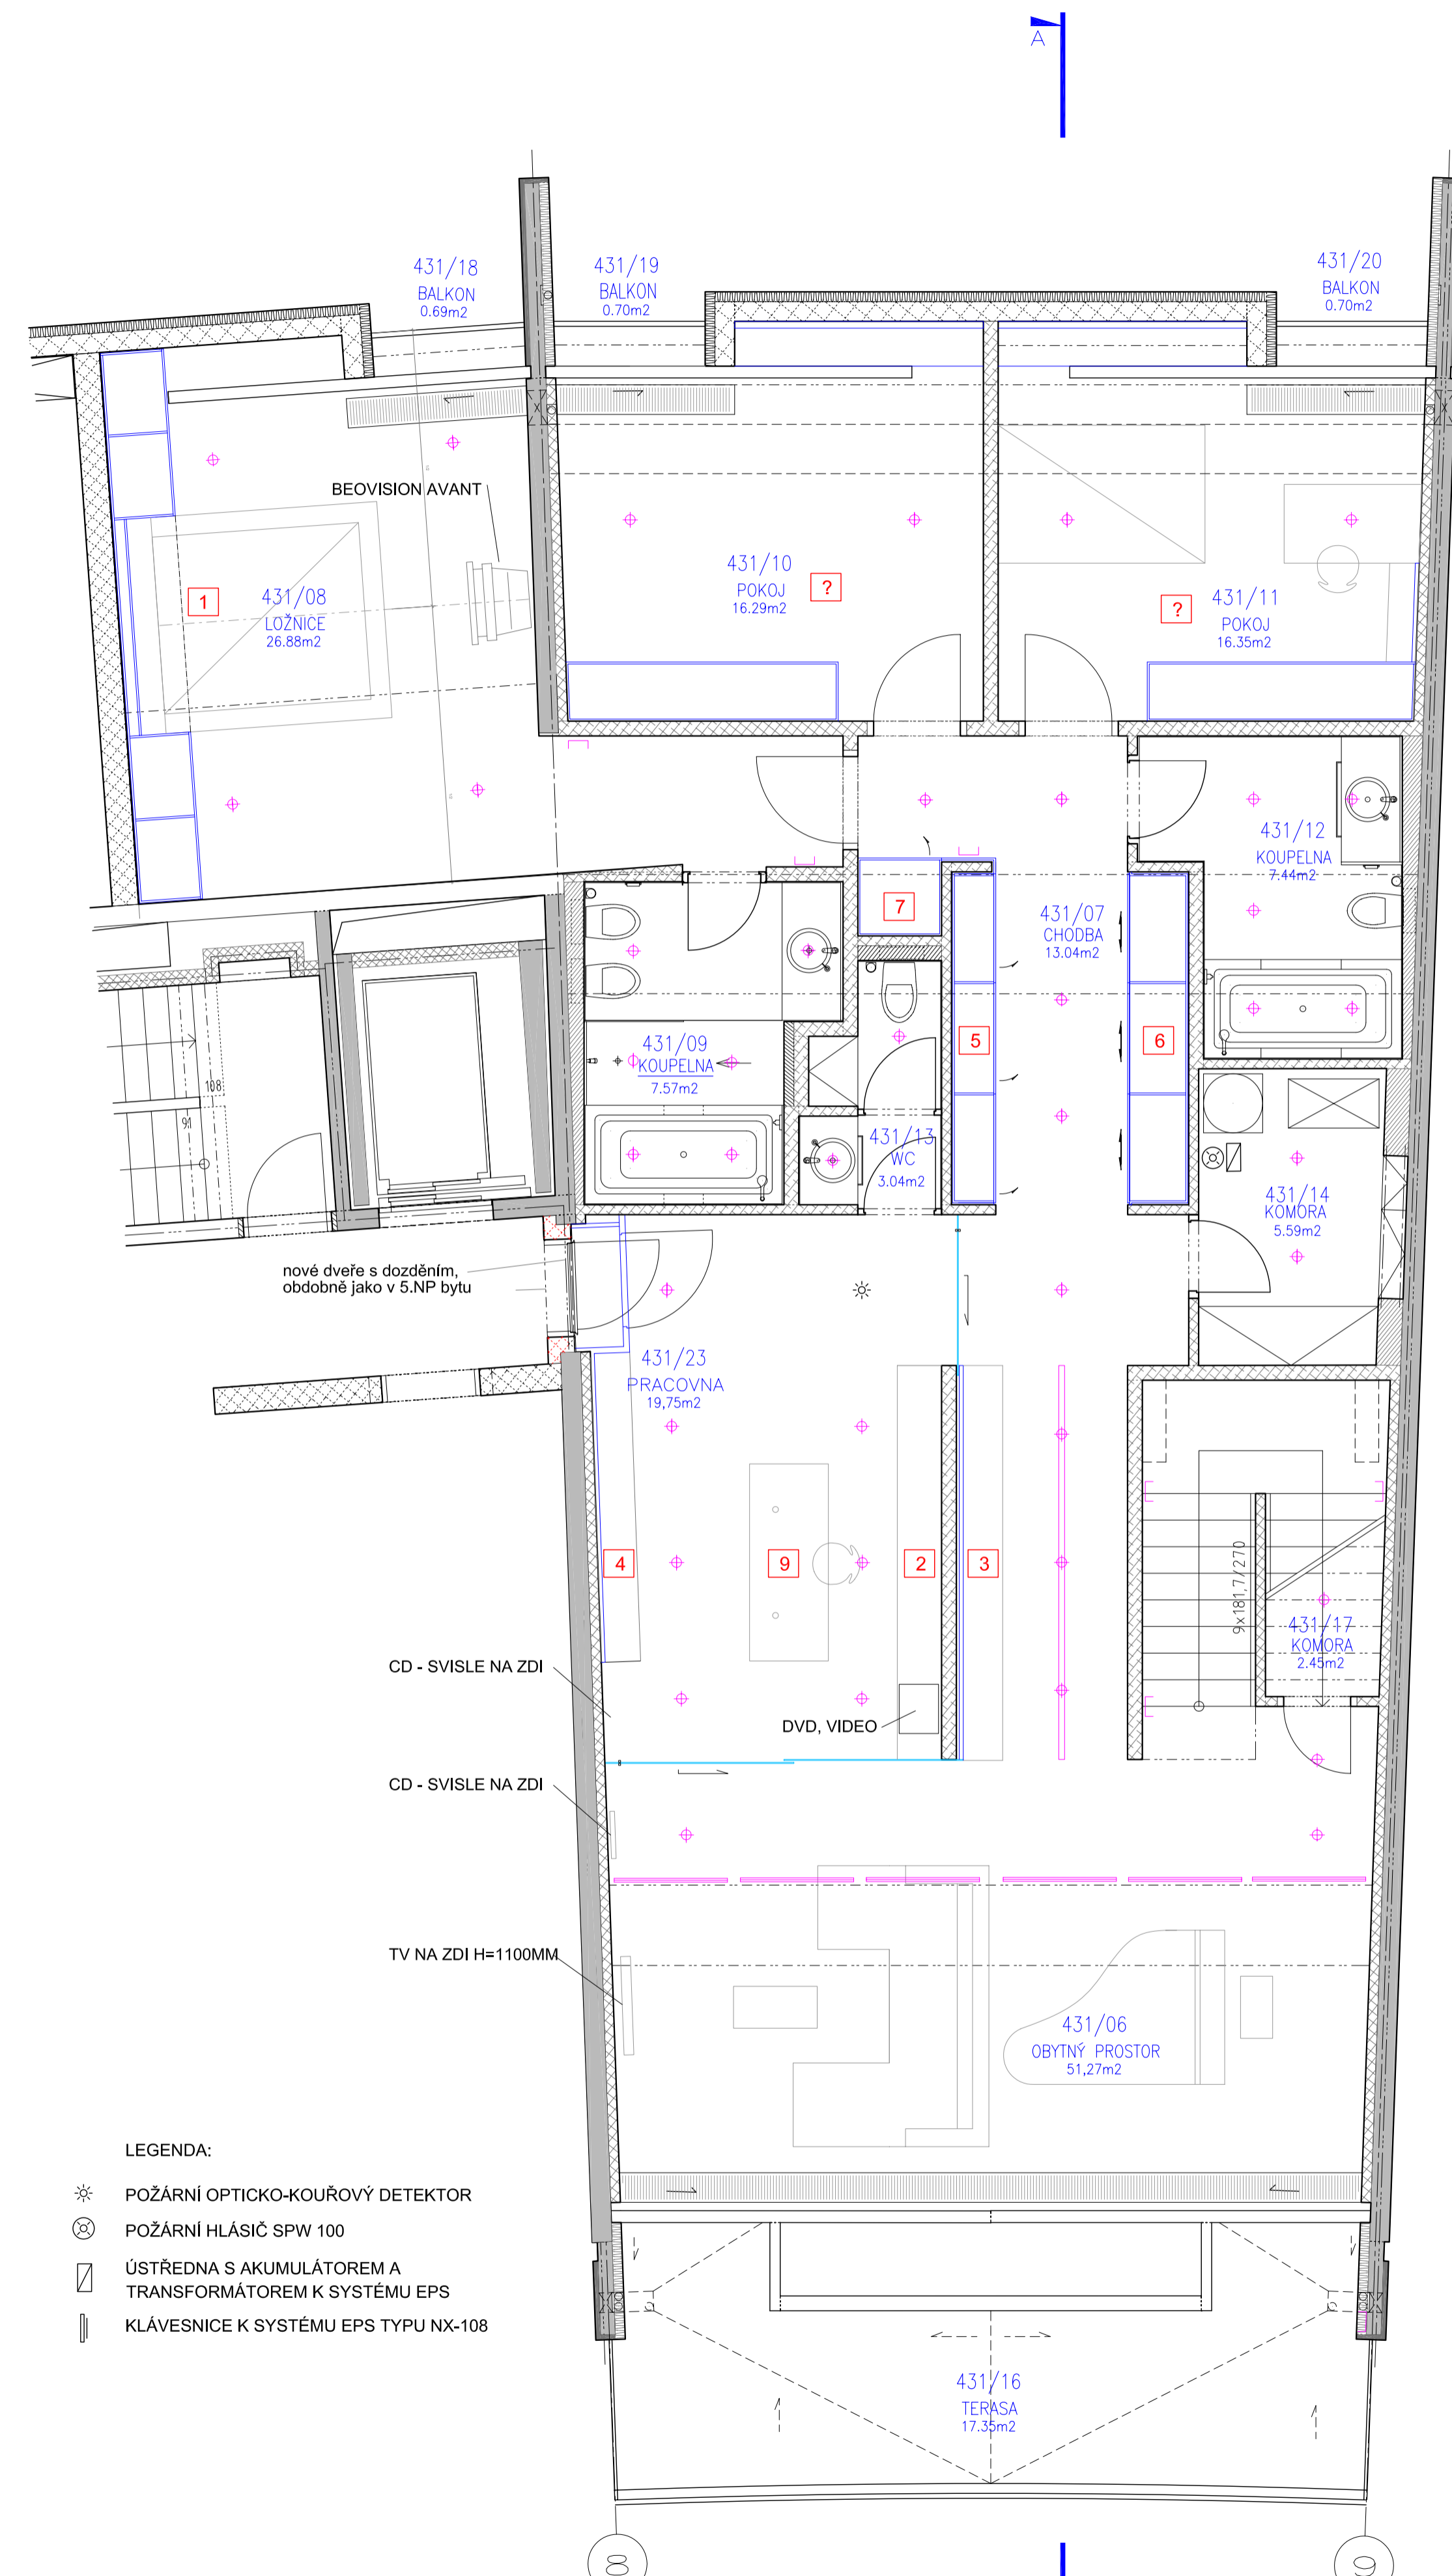 A
431/18
BALKON
0.69m2
431/19
BALKON
0.70m2
431/20
BALKON
0.70m2
BEOVISION AVANT
1
431/08
LOŽNICE
26.88m2
431/10
POKOJ
16.29m2
?
?
431/11
POKOJ
16.35m2
431/12
KOUPELNA
7.44m2
7
431/07
CHODBA
13.04m2
5
6
431/09
KOUPELNA
7.57m2
108
91
431/13
WC
3.04m2
431/14
KOMORA
5.59m2
nové dveře s dozděním,
obdobně jako v 5.NP bytu
431/23
PRACOVNA
19,75m2
4
9
2
3
9x181,7/270
431/17
KOMORA
2.45m2
CD - SVISLE NA ZDI
DVD, VIDEO
CD - SVISLE NA ZDI
TV NA ZDI H=1100MM
431/06
OBYTNÝ PROSTOR
51,27m2
LEGENDA:
POŽÁRNÍ OPTICKO-KOUŘOVÝ DETEKTOR
POŽÁRNÍ HLÁSIČ SPW 100
ÚSTŘEDNA S AKUMULÁTOREM A
TRANSFORMÁTOREM K SYSTÉMU EPS
KLÁVESNICE K SYSTÉMU EPS TYPU NX-108
431/16
TERASA
17.35m2
8
9